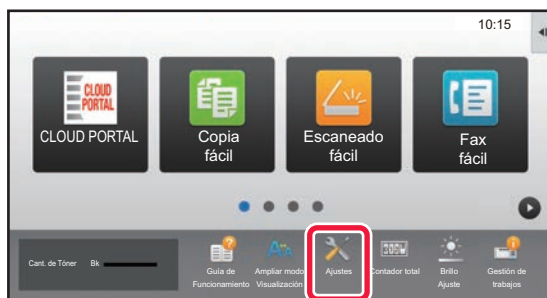 10:15
CLOUD
PORTAL
CLOUD PORTAL
Copia
fácil
Escaneado
fácil
Fax
fácil
Cant. de Tóner Bk
Guía de
Funcionamiento
Ampliar modo
Visualización
Ajustes
Contador total
Brillo
Ajuste
Gestión de
trabajos